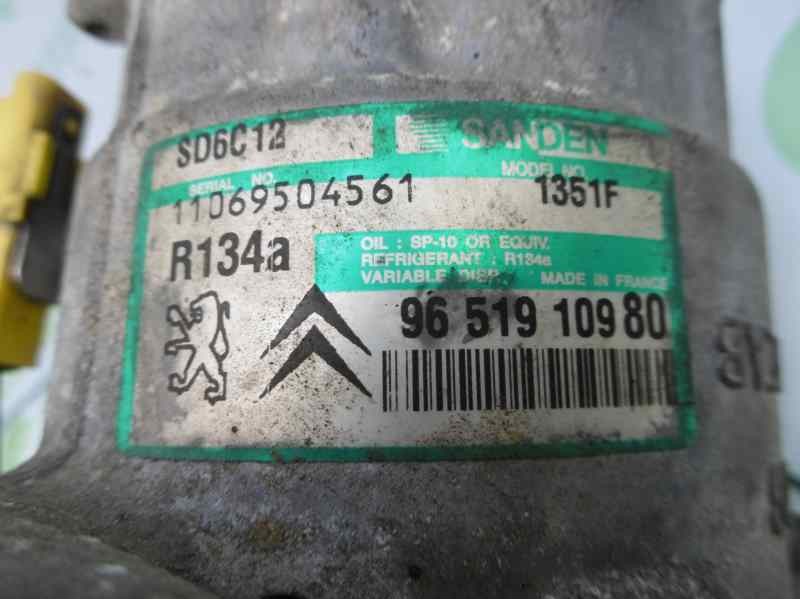 SD6C12 SANDEN
SERIAL NO. MODEL NO.
11069504561 1351F
R134a
OIL : SP-10 OR EQUIV.
REFRIGERANT : R134a
VARIABLE DISP. MADE IN FRANCE
96 519 109 80